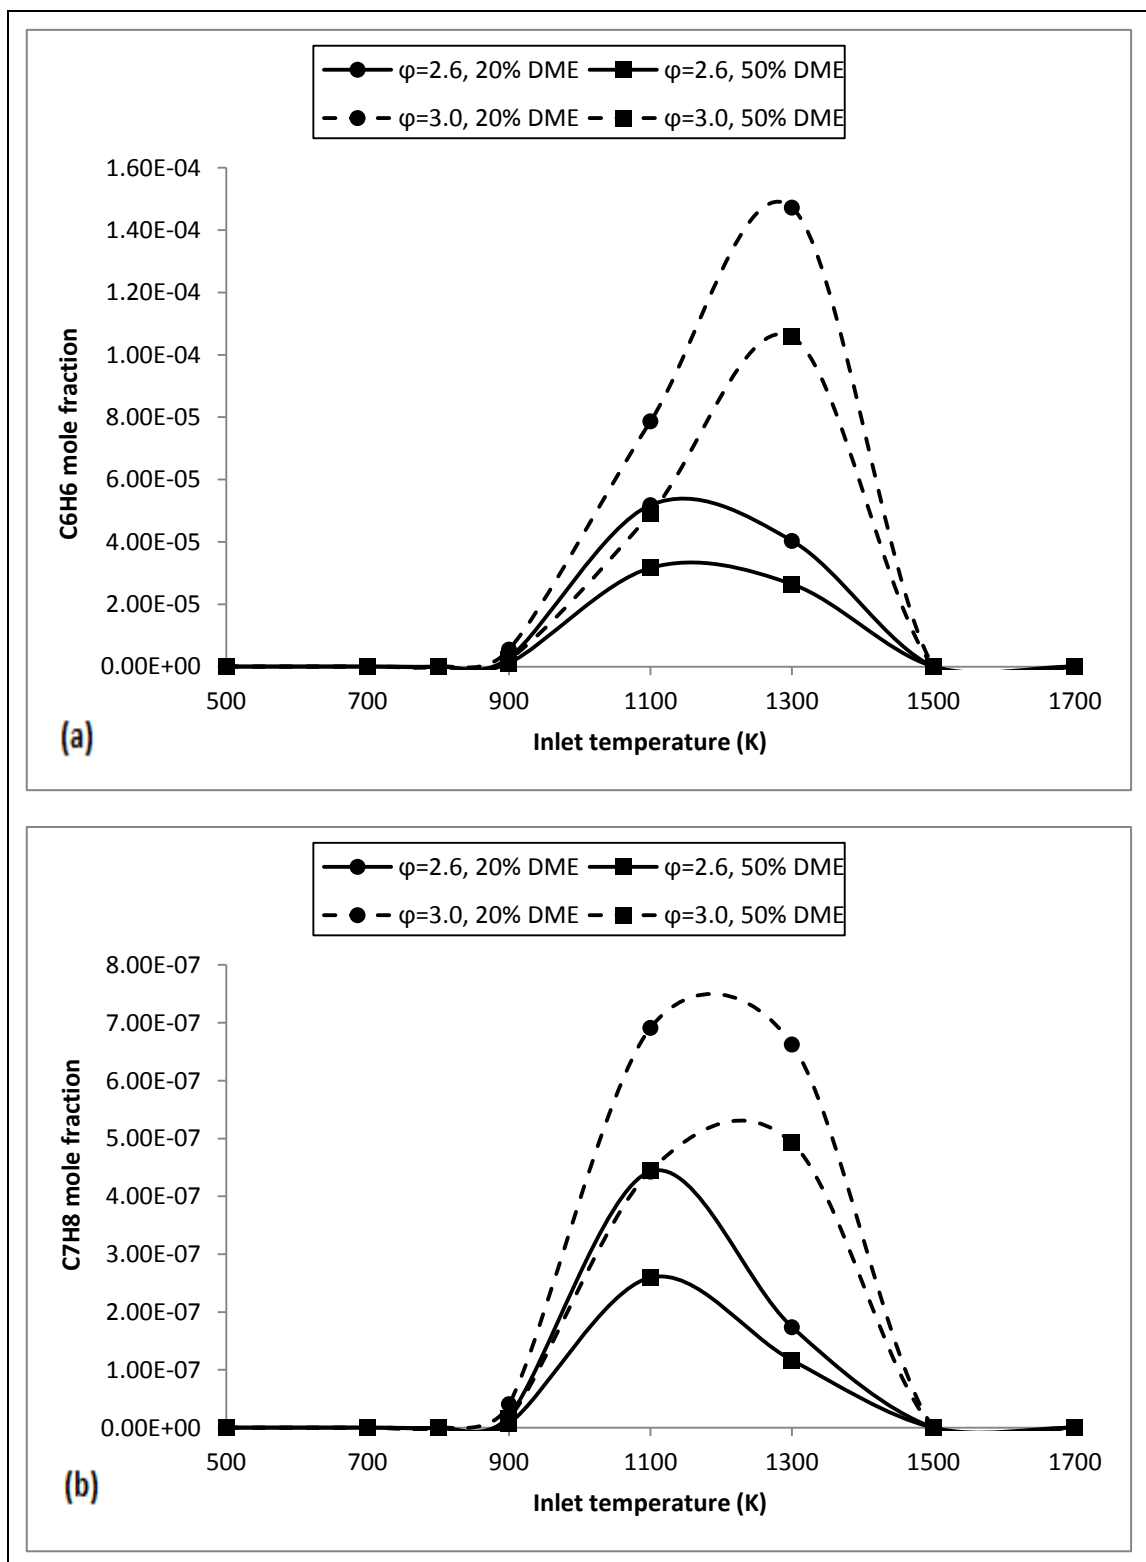 φ=2.6, 20% DME φ=2.6, 50% DME
φ=3.0, 20% DME φ=3.0, 50% DME
1.60E-04
1.40E-04
1.20E-04
1.00E-04
8.00E-05
6.00E-05
4.00E-05
2.00E-05
0.00E+00
C6H6 mole fraction
500 700 900 1100 1300 1500 1700
Inlet temperature (K)
(a)
φ=2.6, 20% DME φ=2.6, 50% DME
φ=3.0, 20% DME φ=3.0, 50% DME
8.00E-07
7.00E-07
6.00E-07
5.00E-07
4.00E-07
3.00E-07
2.00E-07
1.00E-07
0.00E+00
C7H8 mole fraction
500 700 900 1100 1300 1500 1700
Inlet temperature (K)
(b)